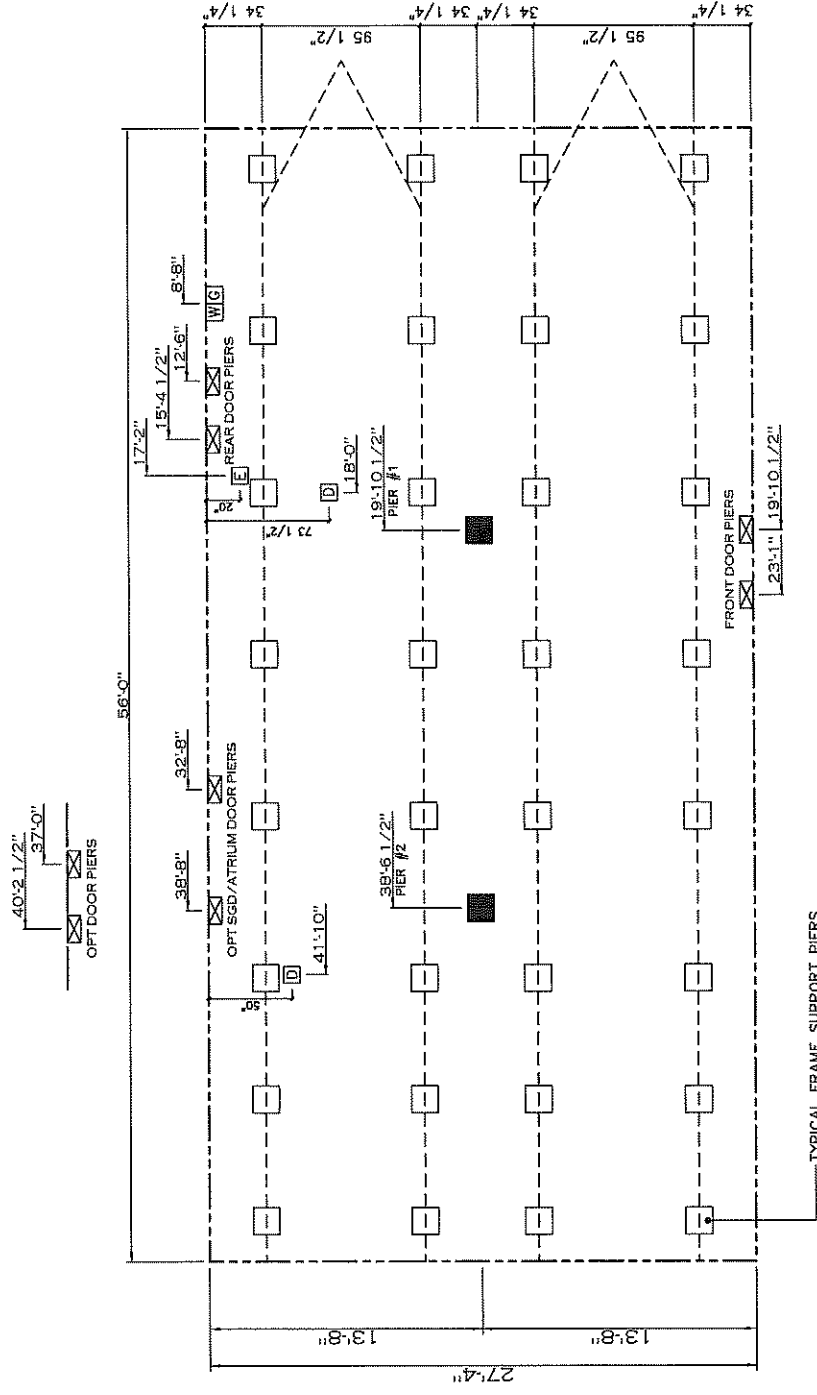 34 1/4"
95 1/2"
34 1/4"
34 1/4"
95 1/2"
34 1/4"
56'-0"
8'-8"
W G
12'-6"
15'-4 1/2"
REAR DOOR PIERS
17'-2"
E
20"
D
18'-0"
73 1/2"
19'-10 1/2"
PIER #1
37'-0"
40'-2 1/2"
OPT DOOR PIERS
32'-8"
38'-8"
OPT SGD/ATRIUM DOOR PIERS
38'-6 1/2"
PIER #2
41'-10"
D
50"
FRONT DOOR PIERS
23'-1"
19'-10 1/2"
13'-8"
13'-8"
27'-4"
TYPICAL FRAME SUPPORT PIERS